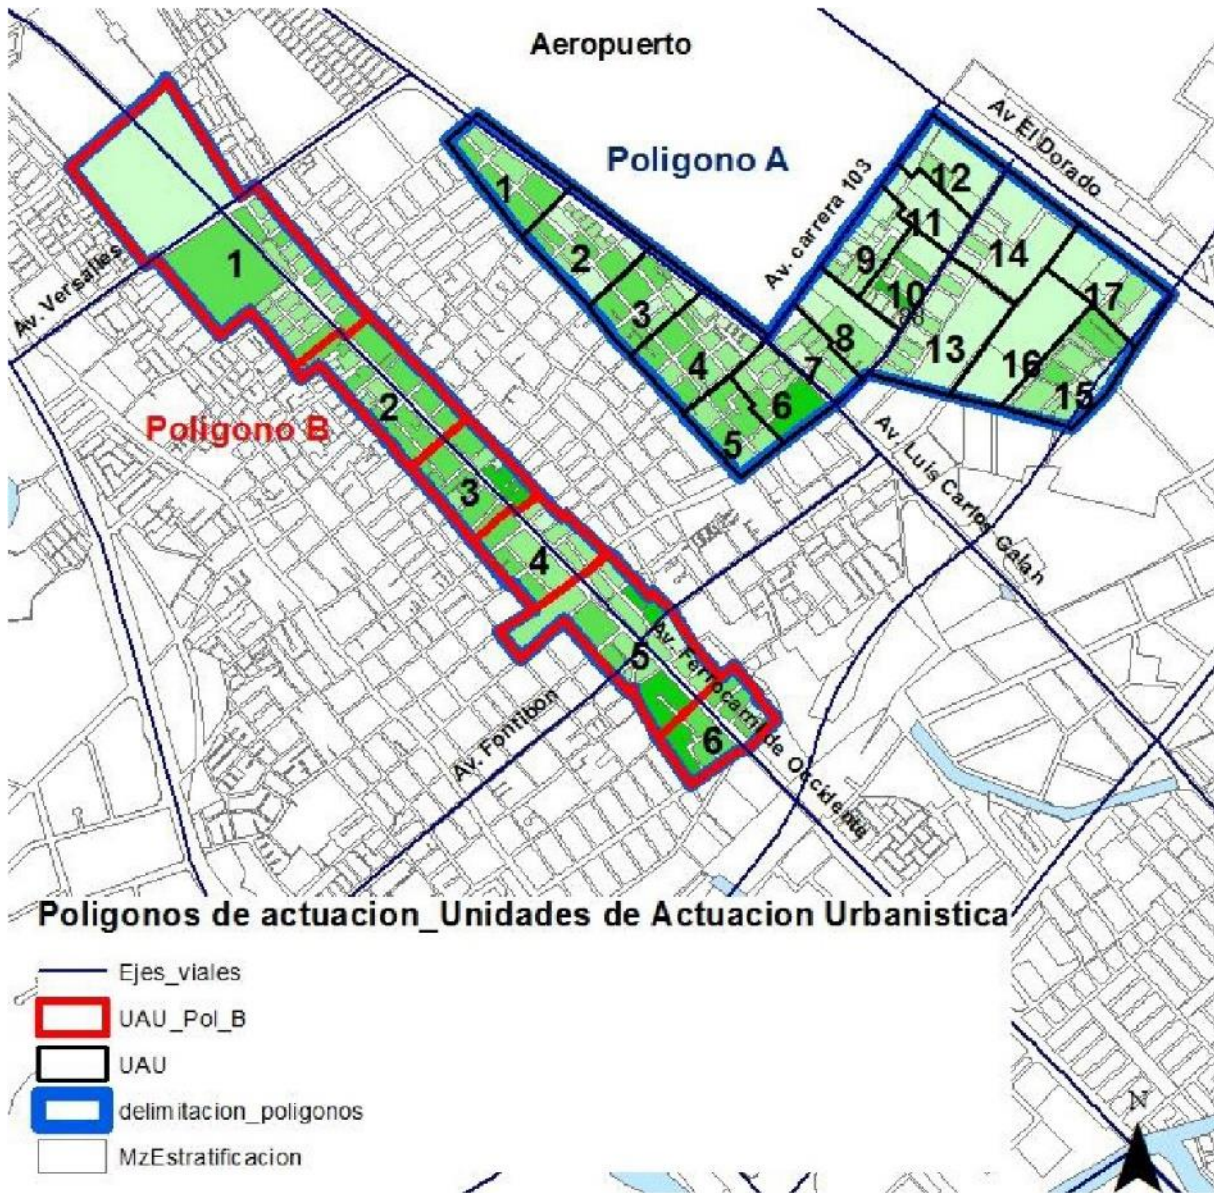 Aeropuerto
Av El Dorado
Poligono A
Av. carrera 103
1
2
3
4
5
6
7
8
9
10
11
12
13
14
15
16
17
Av. Luis Carlos Galan
Av. Versalles
1
Poligono B
2
3
4
5
6
Av. Ferrocarril de Occidente
Av. Fontibon
Poligonos de actuacion_Unidades de Actuacion Urbanistica
Ejes_viales
UAU_Pol_B
UAU
delimitacion_poligonos
MzEstratificacion
N